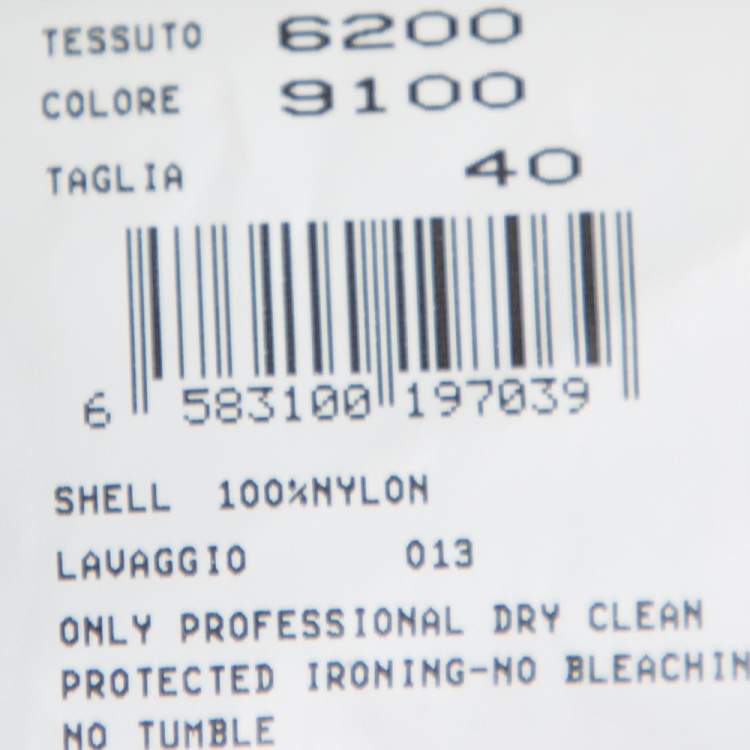 TESSUTO 6200
COLORE 9100
TAGLIA 40
6 583100 197039
SHELL 100%NYLON
LAVAGGIO 013
ONLY PROFESSIONAL DRY CLEAN
PROTECTED IRONING-NO BLEACHIN
NO TUMBLE